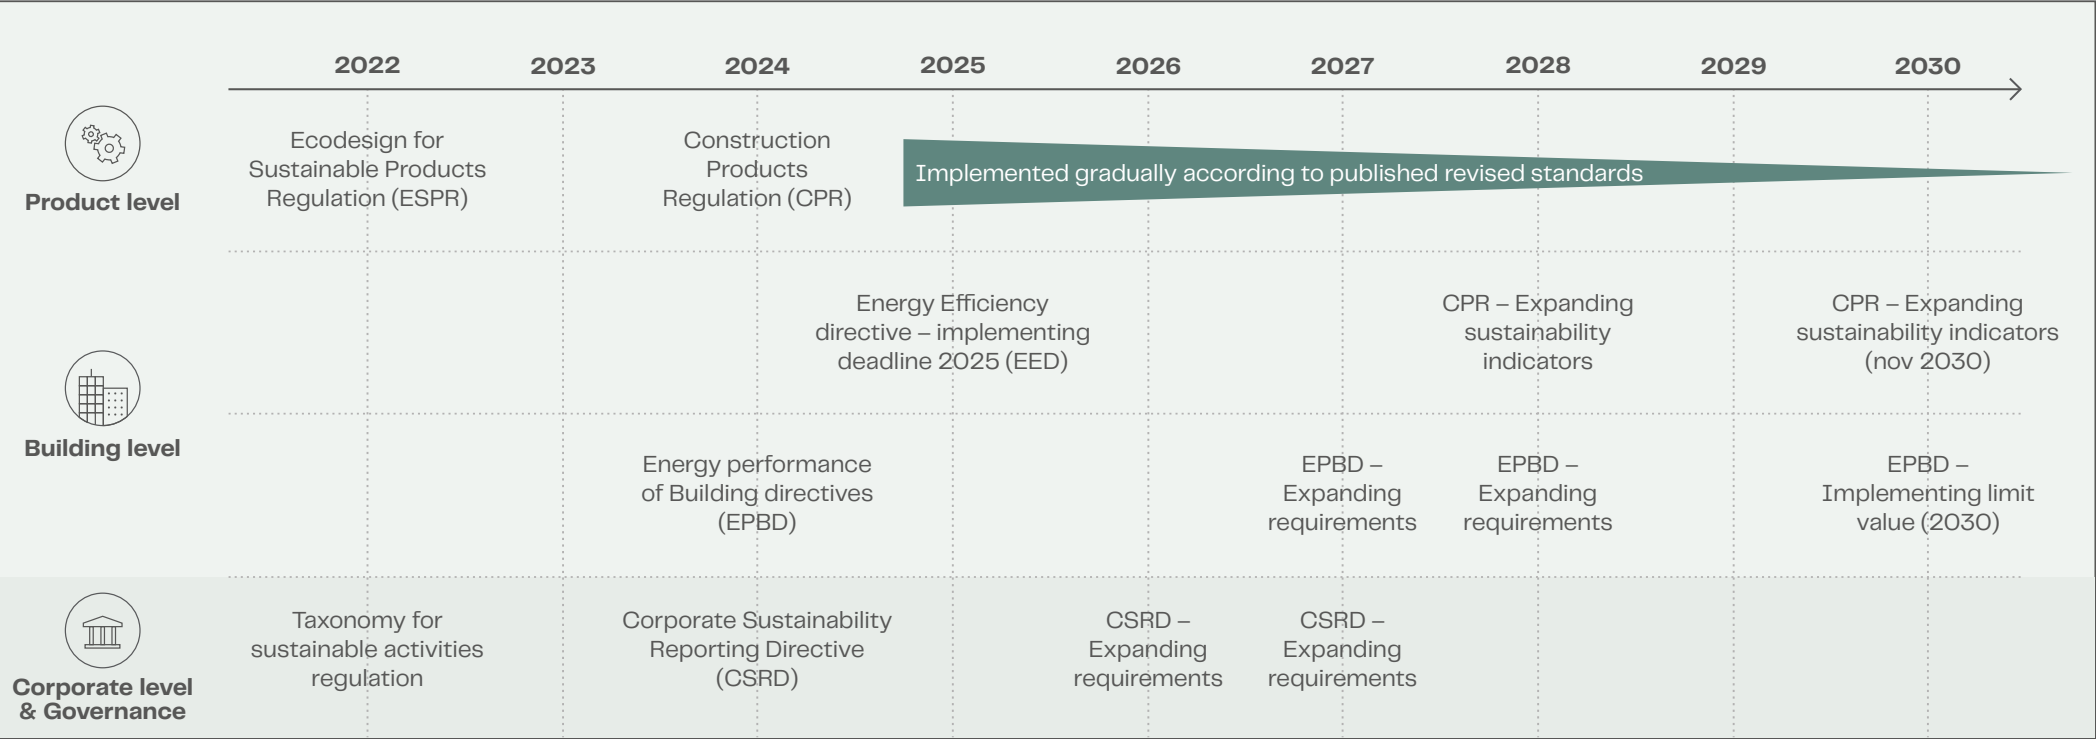 2022 2023 2024 2025 2026 2027 2028 2029 2030
Product level
Ecodesign for
Sustainable Products
Regulation (ESPR)
Construction
Products
Regulation (CPR)
Implemented gradually according to published revised standards
Building level
Energy Efficiency
directive – implementing
deadline 2025 (EED)
CPR – Expanding
sustainability
indicators
CPR – Expanding
sustainability indicators
(nov 2030)
Energy performance
of Building directives
(EPBD)
EPBD –
Expanding
requirements
EPBD –
Expanding
requirements
EPBD –
Implementing limit
value (2030)
Corporate level
& Governance
Taxonomy for
sustainable activities
regulation
Corporate Sustainability
Reporting Directive
(CSRD)
CSRD –
Expanding
requirements
CSRD –
Expanding
requirements